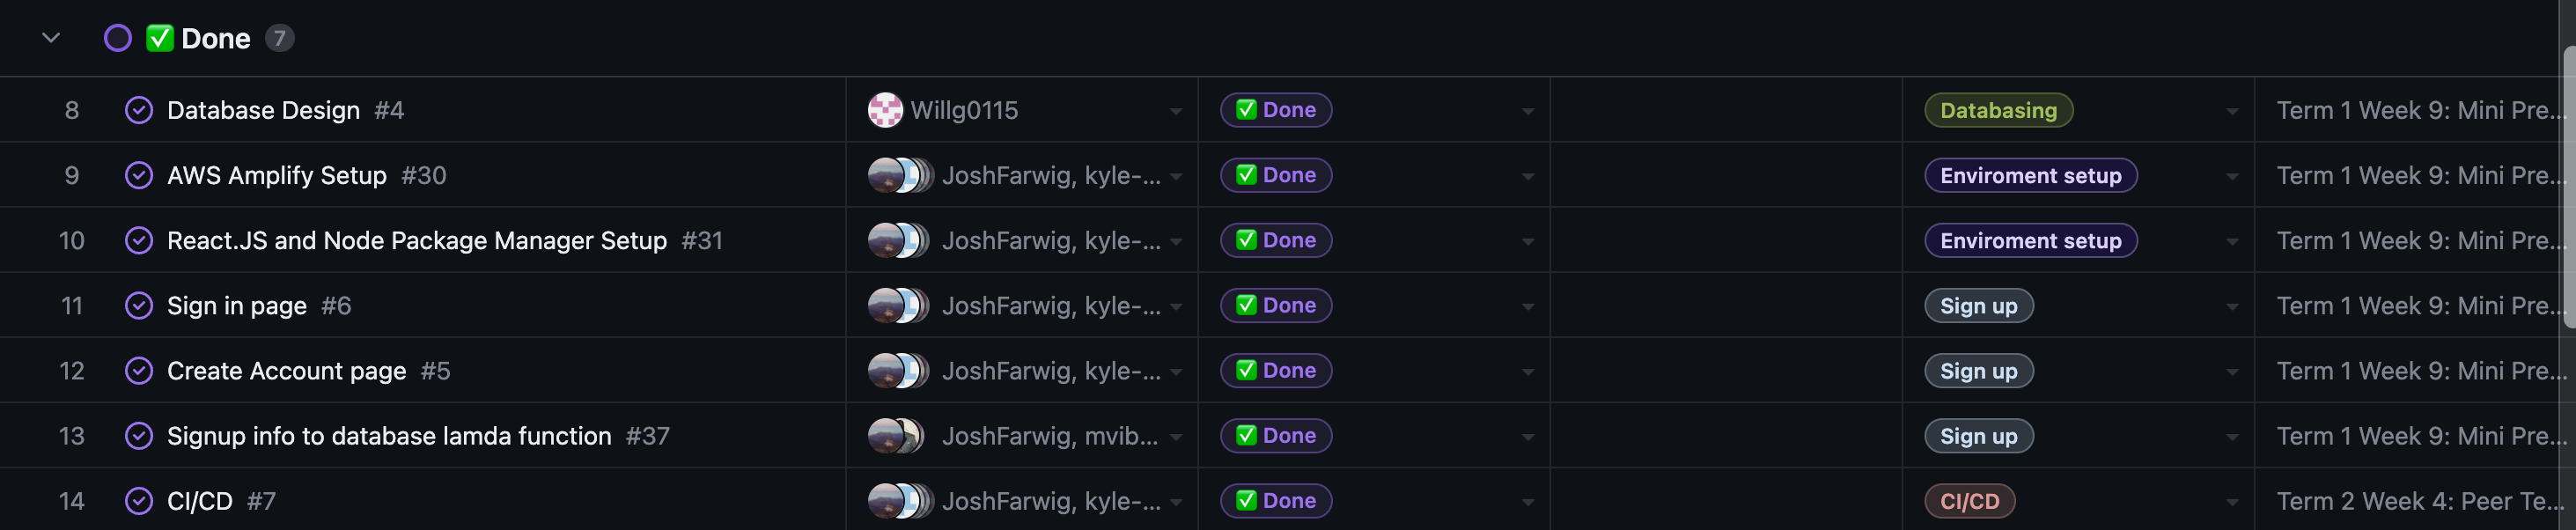 ✅ Done 7
8 Database Design #4 Willg0115 ✅ Done Databasing Term 1 Week 9: Mini Pre...
9 AWS Amplify Setup #30 JoshFarwig, kyle-... ✅ Done Enviroment setup Term 1 Week 9: Mini Pre...
10 React.JS and Node Package Manager Setup #31 JoshFarwig, kyle-... ✅ Done Enviroment setup Term 1 Week 9: Mini Pre...
11 Sign in page #6 JoshFarwig, kyle-... ✅ Done Sign up Term 1 Week 9: Mini Pre...
12 Create Account page #5 JoshFarwig, kyle-... ✅ Done Sign up Term 1 Week 9: Mini Pre...
13 Signup info to database lamda function #37 JoshFarwig, mvib... ✅ Done Sign up Term 1 Week 9: Mini Pre...
14 CI/CD #7 JoshFarwig, kyle-... ✅ Done CI/CD Term 2 Week 4: Peer Te...